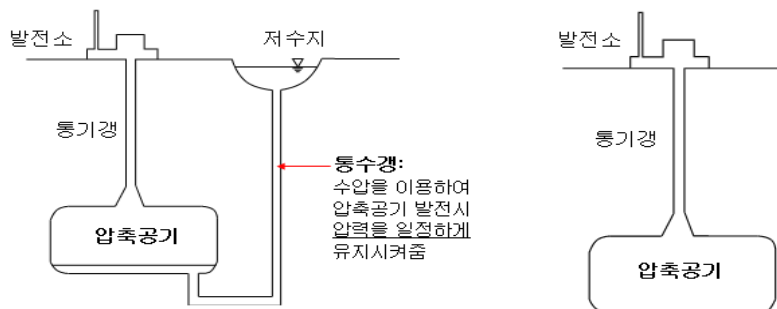 발전소
저수지
통기갱
통수갱:
수압을 이용하여
압축공기 발전시
압력을 일정하게
유지시켜줌
압축공기
발전소
통기갱
압축공기